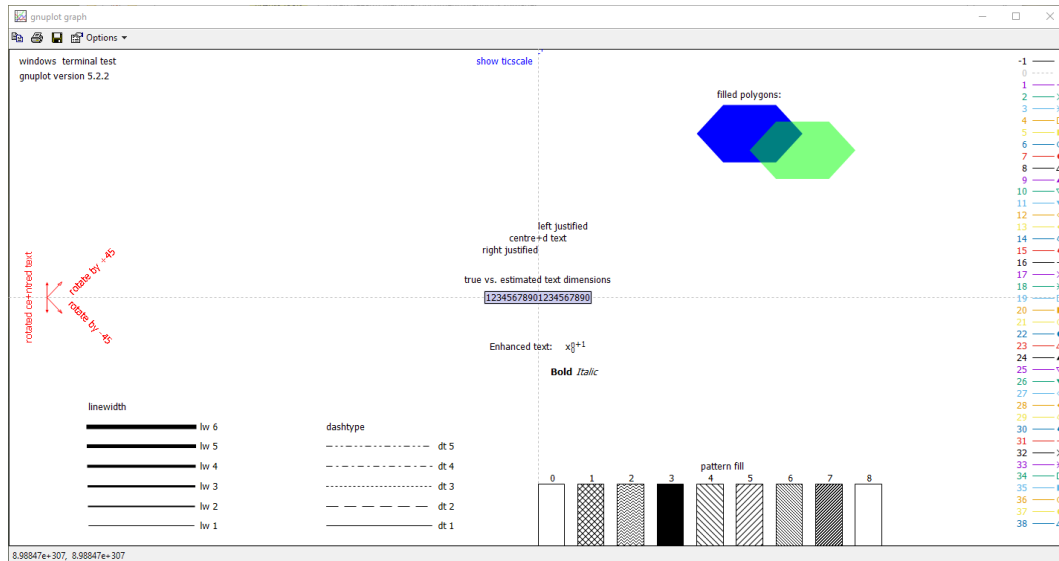 gnuplot graph
Options
windows terminal test
gnuplot version 5.2.2
show ticscale
filled polygons:
left justified
centre+d text
right justified
true vs. estimated text dimensions
12345678901234567890
rotated ce+ntred text
rotate by +45
rotate by -45
Enhanced text:
Bold Italic
linewidth
lw 6
lw 5
lw 4
lw 3
lw 2
lw 1
dashtype
dt 5
dt 4
dt 3
dt 2
dt 1
pattern fill
0 1 2 3 4 5 6 7 8
-1
0
1
2
3
4
5
6
7
8
9
10
11
12
13
14
15
16
17
18
19
20
21
22
23
24
25
26
27
28
29
30
31
32
33
34
35
36
37
38
8.98847e+307, 8.98847e+307